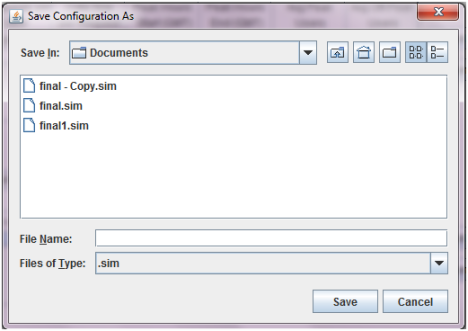 Save Configuration As
Save In: Documents
final - Copy.sim
final.sim
final1.sim
File Name:
Files of Type: .sim
Save Cancel